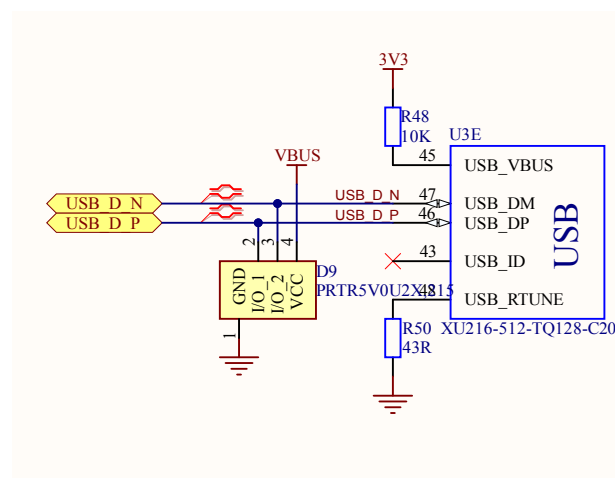 3V3
R48
10K
U3E
45
USB_VBUS
VBUS
USB_D_N
USB_D_N
47
USB_DM
USB_D_P
USB_D_P
46
USB_DP
USB
2
3
4
43
USB_ID
D9
PRTR5V0U2X,215
GND
I/O_1
I/O_2
VCC
48
USB_RTUNE
1
R50
43R
XU216-512-TQ128-C20